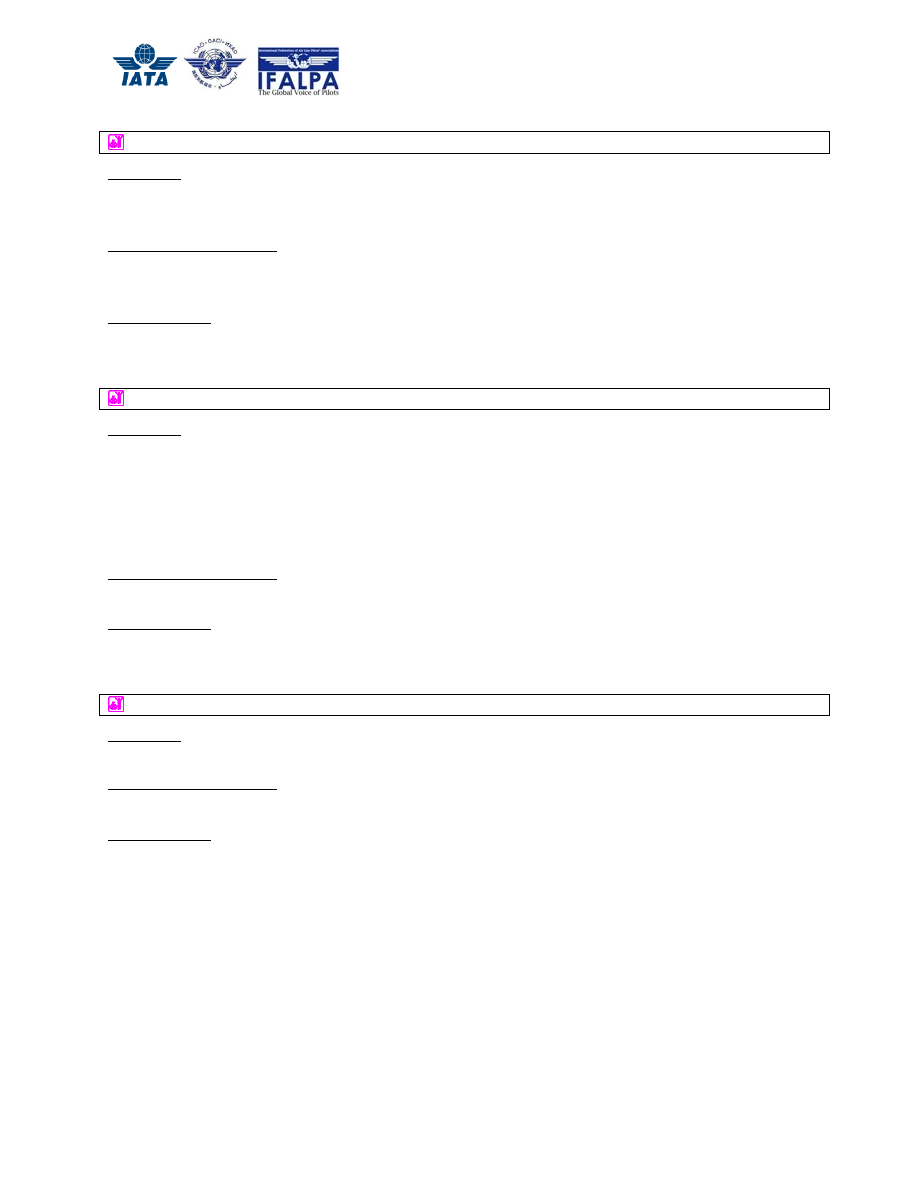 IATA
ICAO · OACI · ИКАО
International Federation of Air Line Pilots' Associations
IFALPA
The Global Voice of Pilots